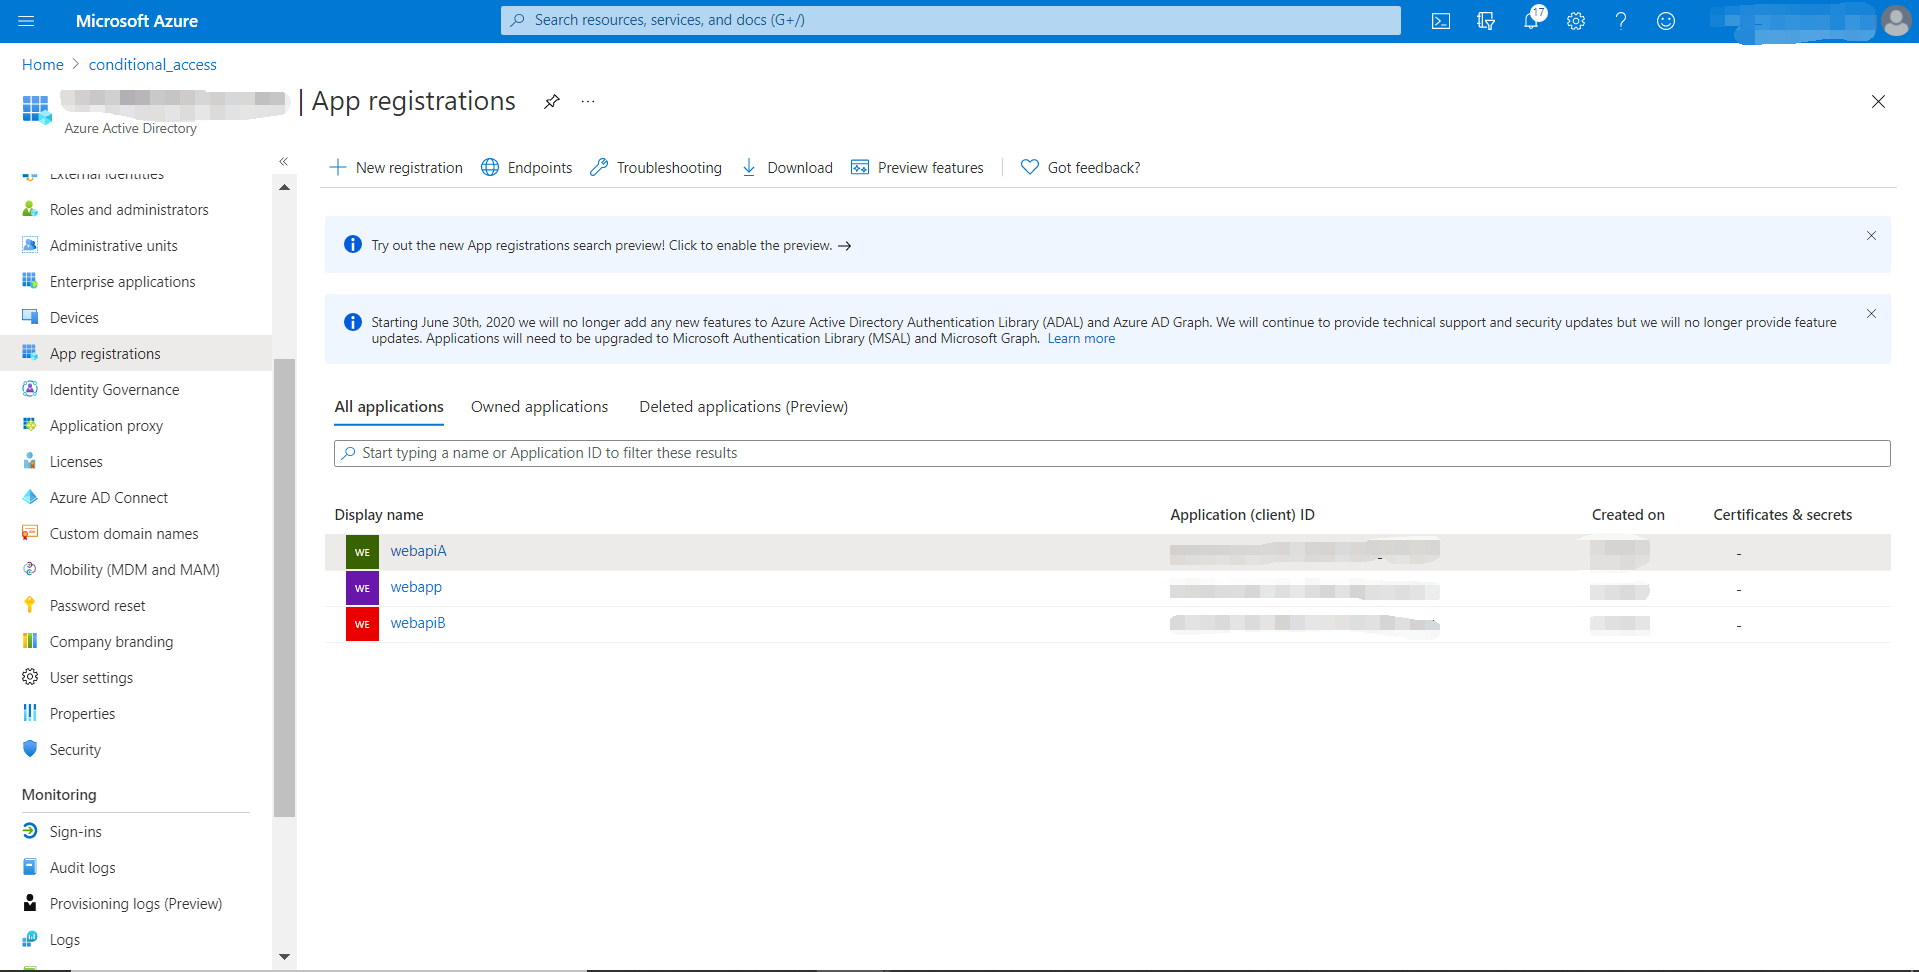 Microsoft Azure
Search resources, services, and docs (G+/)
17
Home > conditional_access
| App registrations
...
Azure Active Directory
«
External Identities
Roles and administrators
Administrative units
Enterprise applications
Devices
App registrations
Identity Governance
Application proxy
Licenses
Azure AD Connect
Custom domain names
Mobility (MDM and MAM)
Password reset
Company branding
User settings
Properties
Security
Monitoring
Sign-ins
Audit logs
Provisioning logs (Preview)
Logs
New registration
Endpoints
Troubleshooting
Download
Preview features
Got feedback?
Try out the new App registrations search preview! Click to enable the preview. →
Starting June 30th, 2020 we will no longer add any new features to Azure Active Directory Authentication Library (ADAL) and Azure AD Graph. We will continue to provide technical support and security updates but we will no longer provide feature
updates. Applications will need to be upgraded to Microsoft Authentication Library (MSAL) and Microsoft Graph. Learn more
All applications
Owned applications
Deleted applications (Preview)
Start typing a name or Application ID to filter these results
Display name
Application (client) ID
Created on
Certificates & secrets
WE webapiA -
WE webapp -
WE webapiB -